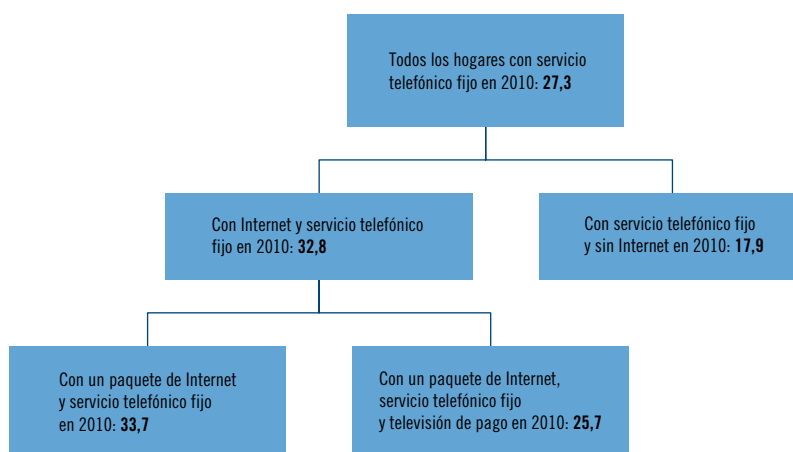 Todos los hogares con servicio
telefónico fijo en 2010: 27,3
Con Internet y servicio telefónico
fijo en 2010: 32,8
Con servicio telefónico fijo
y sin Internet en 2010: 17,9
Con un paquete de Internet
y servicio telefónico fijo
en 2010: 33,7
Con un paquete de Internet,
servicio telefónico fijo
y televisión de pago en 2010: 25,7